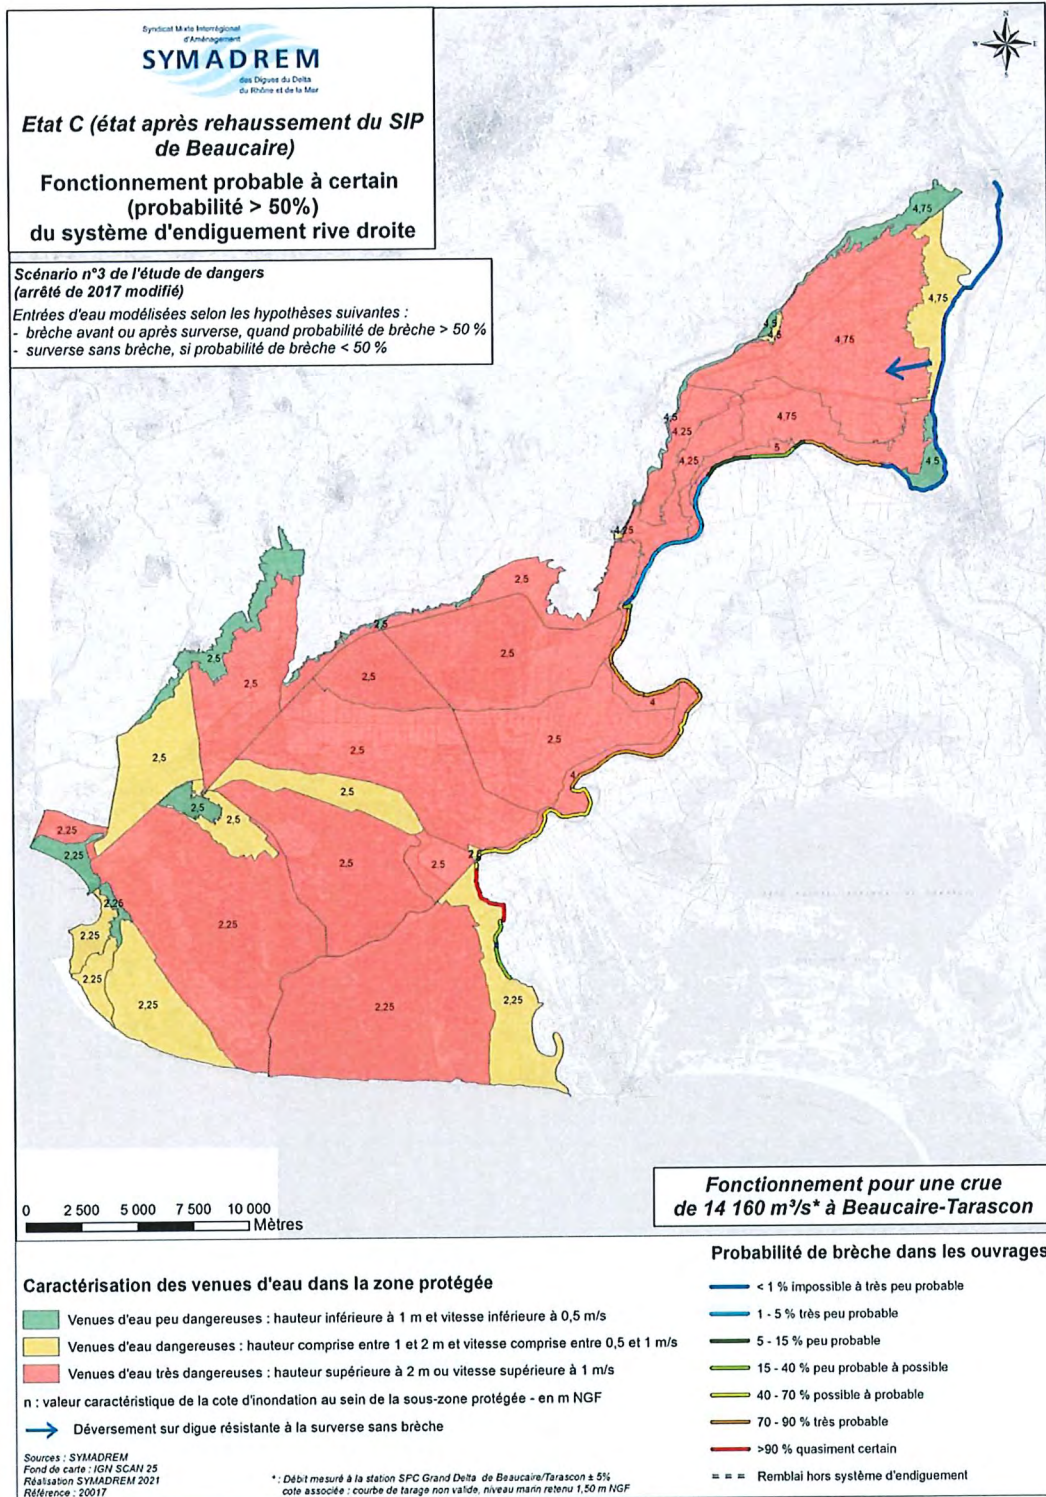 Syndicat Mixte Interrégional
d'Aménagement
SYMADREM
des Digues du Delta
du Rhône et de la Mer
Etat C (état après rehaussement du SIP
de Beaucaire)
Fonctionnement probable à certain
(probabilité > 50%)
du système d'endiguement rive droite
Scénario n°3 de l'étude de dangers
(arrêté de 2017 modifié)
Entrées d'eau modélisées selon les hypothèses suivantes :
- brèche avant ou après surverse, quand probabilité de brèche > 50 %
- surverse sans brèche, si probabilité de brèche < 50 %
N
W E
S
4,75
4,75
4,5
4,5
4,75
4,5
4,25
4,75
5
4,25
4,5
4,25
2,5
2,5
2,5
2,5
2,5
2,5
4
2,5
2,5
2,5
2,5
4
2,5
2,5
2,5
2,25
2,5
2,5
2,5
2,25
2,25
2,25
2,25
2,25
2,25
2,25
2,25
0 2 500 5 000 7 500 10 000
Mètres
Fonctionnement pour une crue
de 14 160 m³/s* à Beaucaire-Tarascon
Caractérisation des venues d'eau dans la zone protégée
Venues d'eau peu dangereuses : hauteur inférieure à 1 m et vitesse inférieure à 0,5 m/s
Venues d'eau dangereuses : hauteur comprise entre 1 et 2 m et vitesse comprise entre 0,5 et 1 m/s
Venues d'eau très dangereuses : hauteur supérieure à 2 m ou vitesse supérieure à 1 m/s
n : valeur caractéristique de la cote d'inondation au sein de la sous-zone protégée - en m NGF
Déversement sur digue résistante à la surverse sans brèche
Probabilité de brèche dans les ouvrages
< 1 % impossible à très peu probable
1 - 5 % très peu probable
5 - 15 % peu probable
15 - 40 % peu probable à possible
40 - 70 % possible à probable
70 - 90 % très probable
>90 % quasiment certain
Remblai hors système d'endiguement
Sources : SYMADREM
Fond de carte : IGN SCAN 25
Réalisation SYMADREM 2021
Référence : 20017
* : Débit mesuré à la station SPC Grand Delta de Beaucaire/Tarascon ± 5%
cote associée : courbe de tarage non valide, niveau marin retenu 1,50 m NGF